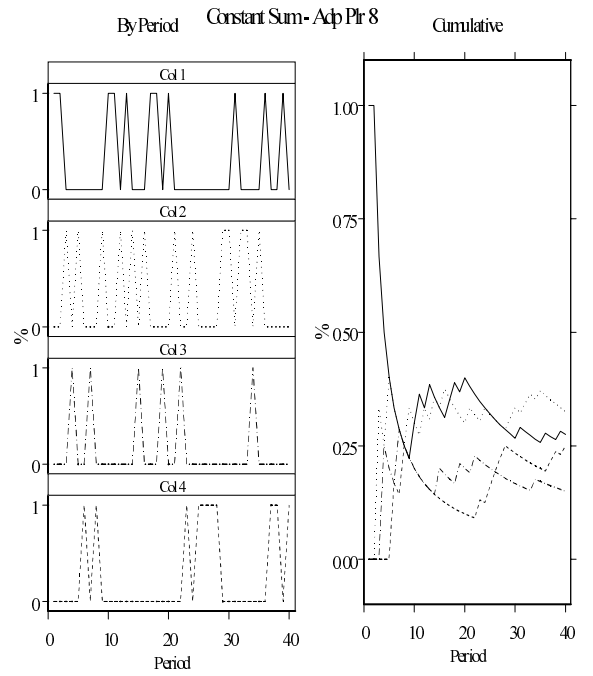 Constant Sum - Adp Plr 8
By Period
Cumulative
Col 1
1
0
Col 2
1
0
Col 3
1
0
Col 4
1
0
%
0 10 20 30 40
Period
1.00
0.75
0.50
0.25
0.00
%
0 10 20 30 40
Period